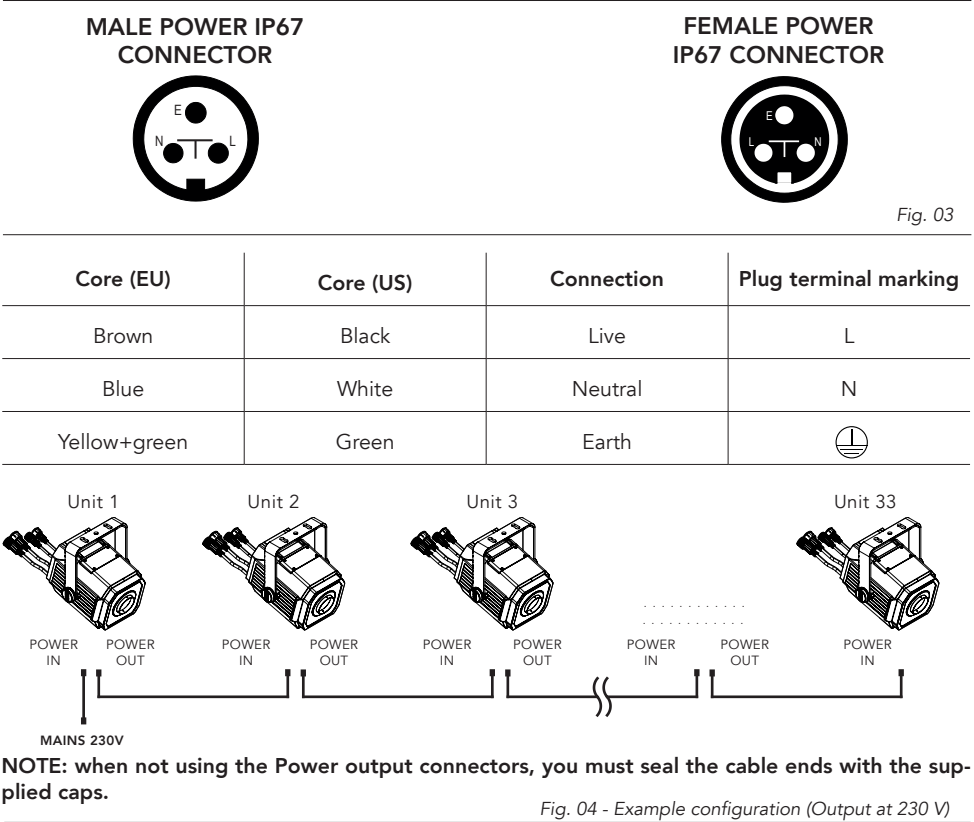 MALE POWER IP67
CONNECTOR
E
N
L
FEMALE POWER
IP67 CONNECTOR
E
L
N
Fig. 03
Core (EU) Core (US) Connection Plug terminal marking
Brown Black Live L
Blue White Neutral N
Yellow+green Green Earth
Unit 1 Unit 2 Unit 3 Unit 33
POWER IN
POWER OUT
POWER IN
POWER OUT
POWER IN
POWER OUT
POWER IN
POWER OUT
POWER IN
MAINS 230V
NOTE: when not using the Power output connectors, you must seal the cable ends with the sup-
plied caps.
Fig. 04 - Example configuration (Output at 230 V)